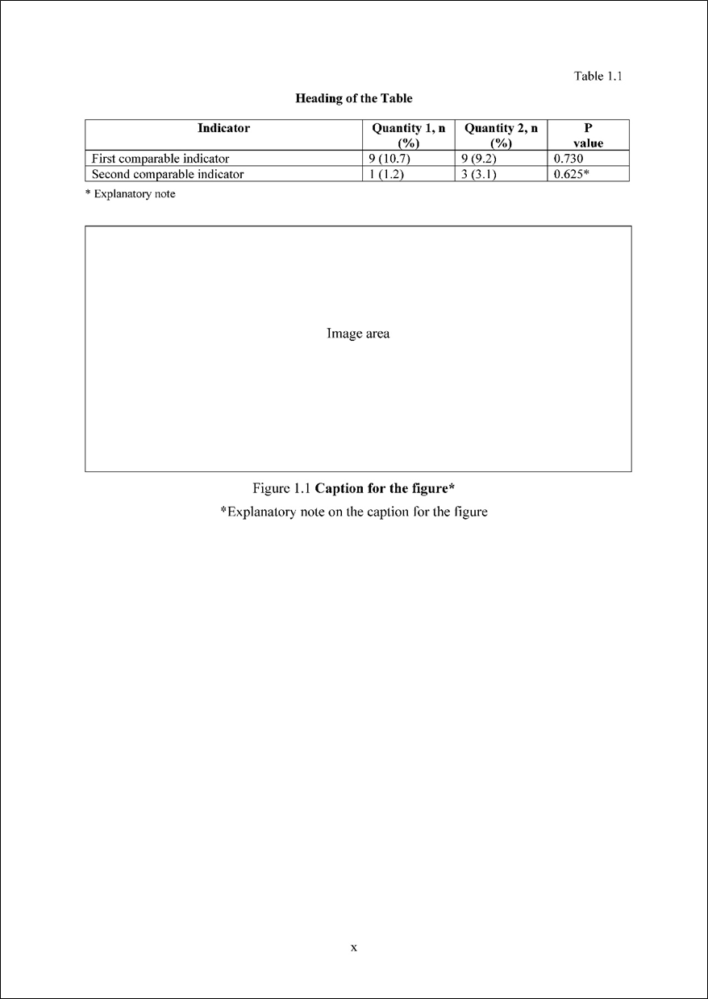 Table 1.1
Heading of the Table
Indicator Quantity 1, n (%) Quantity 2, n (%) P value
First comparable indicator 9 (10.7) 9 (9.2) 0.730
Second comparable indicator 1 (1.2) 3 (3.1) 0.625*
* Explanatory note
Image area
Figure 1.1 Caption for the figure*
*Explanatory note on the caption for the figure
x